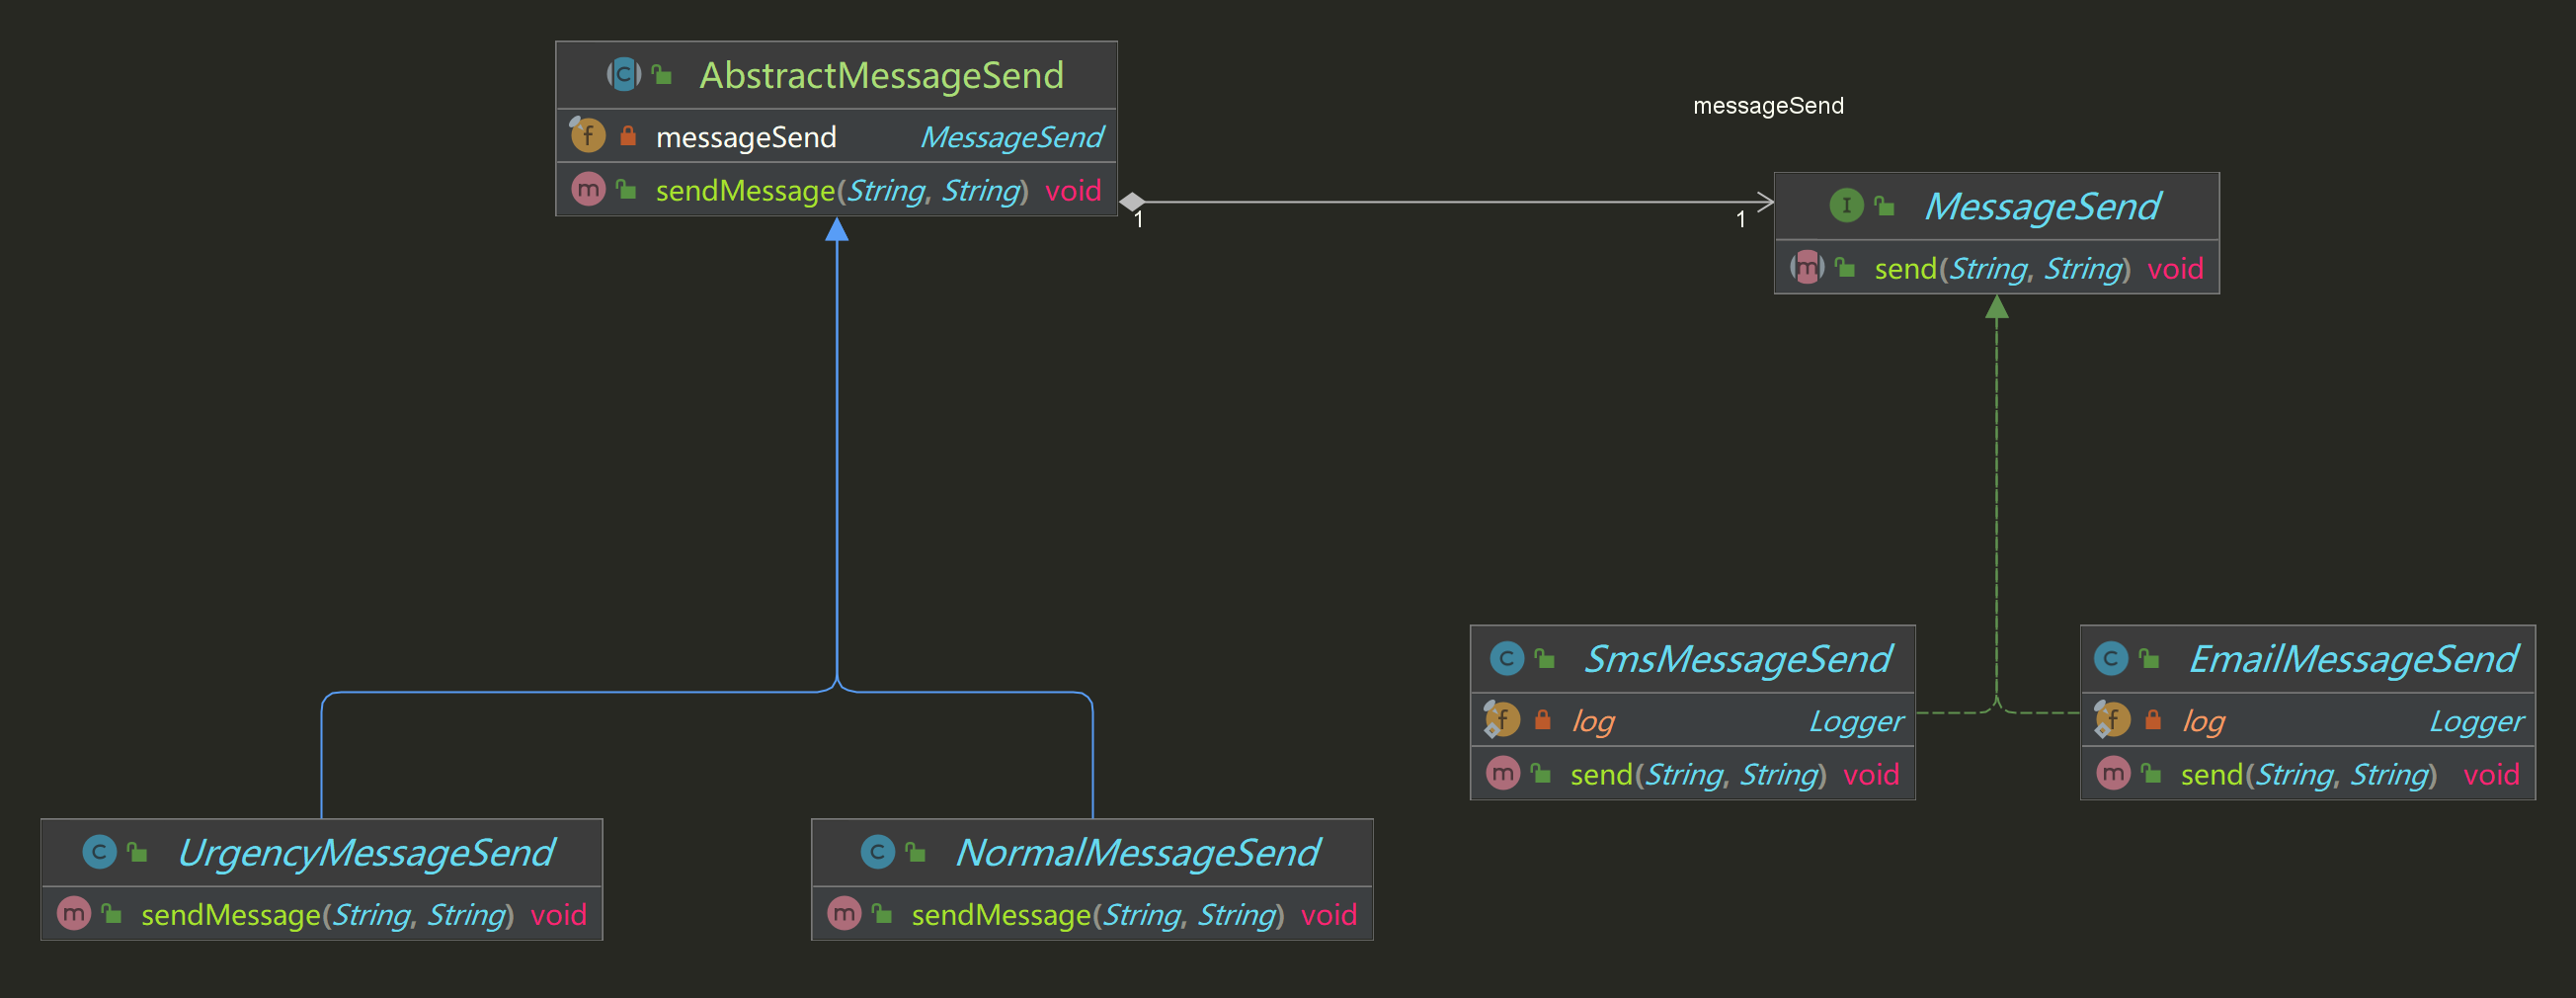 AbstractMessageSend
messageSend MessageSend
sendMessage(String, String) void
messageSend
1
1
MessageSend
send(String, String) void
SmsMessageSend
log Logger
send(String, String) void
EmailMessageSend
log Logger
send(String, String) void
UrgencyMessageSend
sendMessage(String, String) void
NormalMessageSend
sendMessage(String, String) void